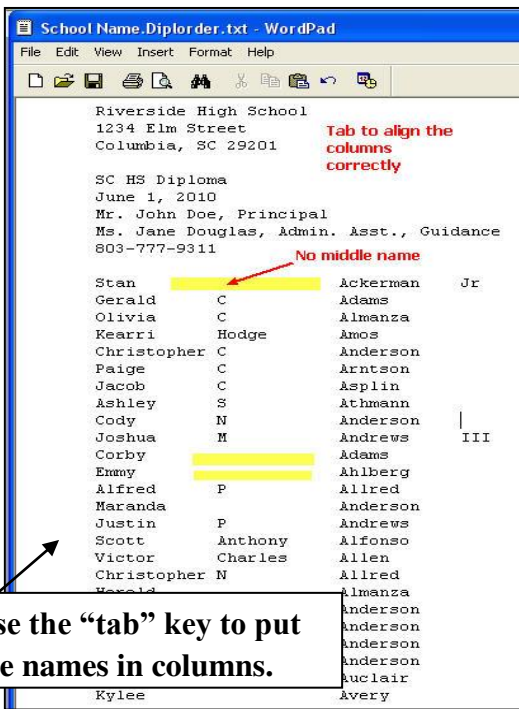 School Name.Diplorder.txt - WordPad
File Edit View Insert Format Help
Riverside High School
1234 Elm Street
Columbia, SC 29201
Tab to align the
columns
correctly
SC HS Diploma
June 1, 2010
Mr. John Doe, Principal
Ms. Jane Douglas, Admin. Asst., Guidance
803-777-9311
No middle name
Stan Ackerman Jr
Gerald C Adams
Olivia C Almanza
Kearri Hodge Amos
Christopher C Anderson
Paige C Arntson
Jacob C Asplin
Ashley S Athmann
Cody N Anderson
Joshua M Andrews III
Corby Adams
Emmy Ahlberg
Alfred P Allred
Maranda Anderson
Justin P Andrews
Scott Anthony Alfonso
Victor Charles Allen
Christopher N Allred
Almanza
Anderson
Anderson
Anderson
Anderson
Auclair
Kylee Avery
se the “tab” key to put
e names in columns.